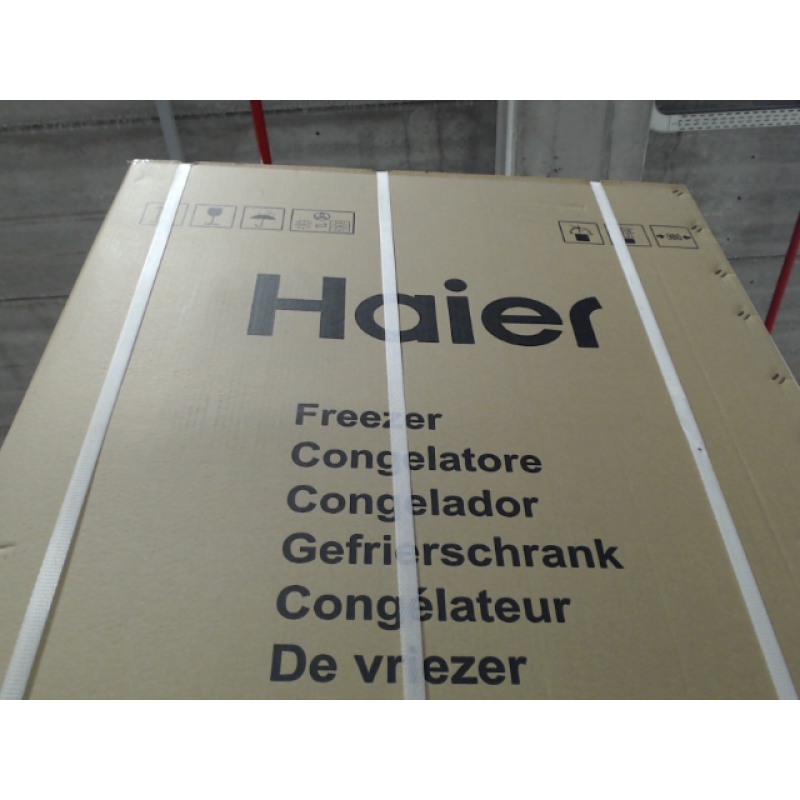 Haier
Freezer
Congelatore
Congelador
Gefrierschrank
Congélateur
De vriezer